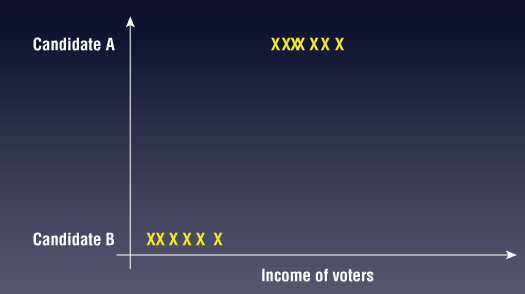 Candidate A
XXXX XX X
Candidate B
XX X X X X
Income of voters